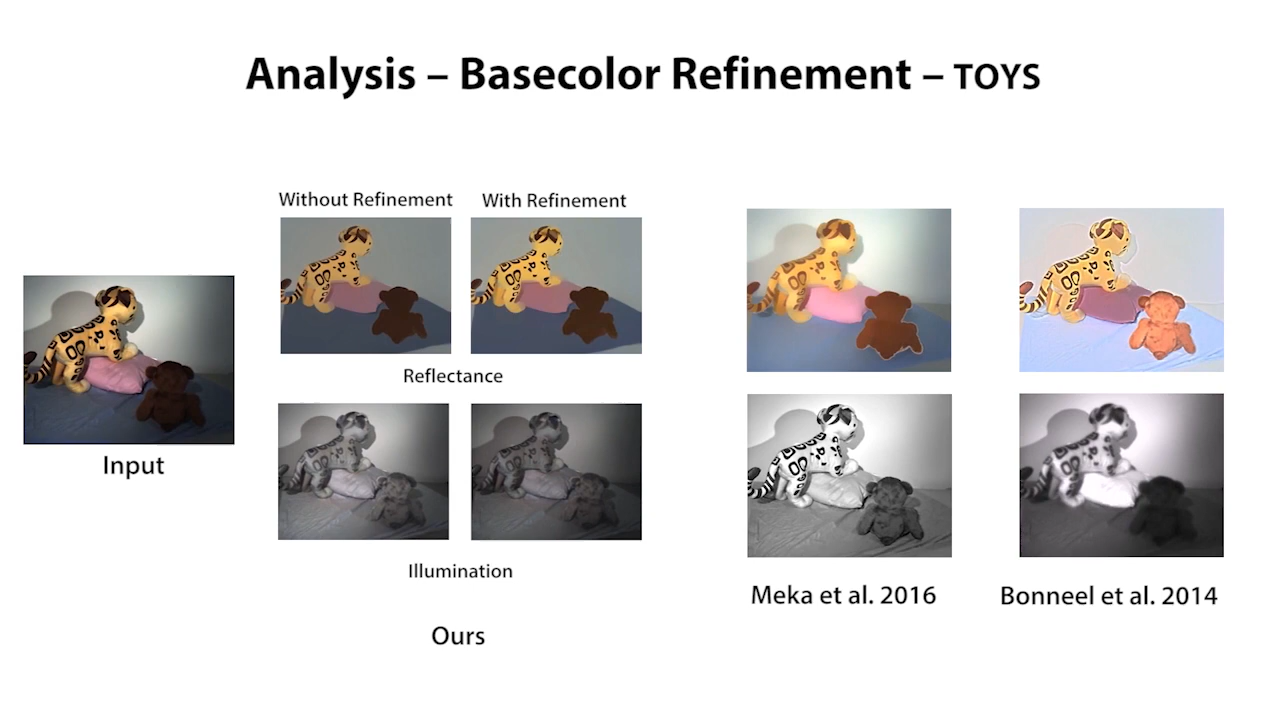 Analysis – Basecolor Refinement – TOYS
Without Refinement
With Refinement
Reflectance
Input
Illumination
Ours
Meka et al. 2016
Bonneel et al. 2014